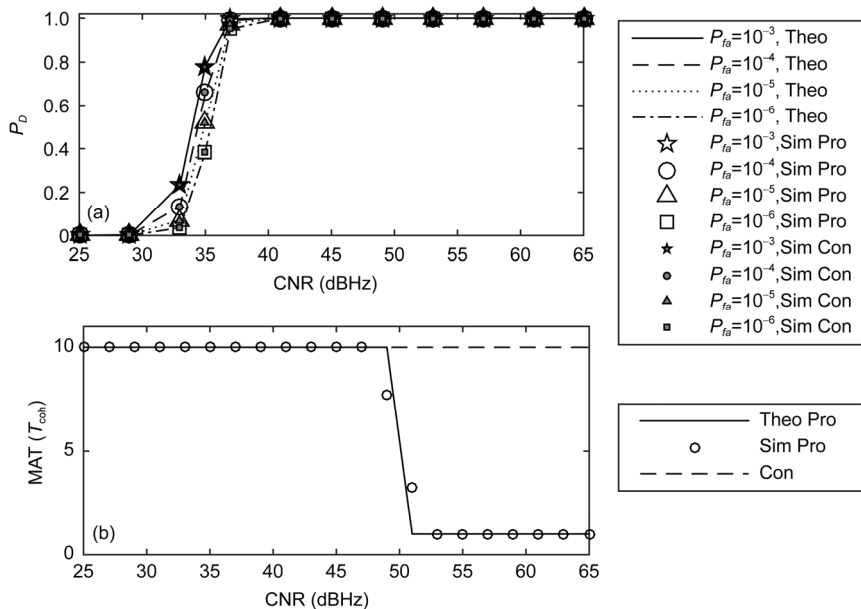 1.0
0.8
0.6
0.4
0.2
0
P_D
(a)
25 30 35 40 45 50 55 60 65
CNR (dBHz)
P_fa=10⁻³, Theo
P_fa=10⁻⁴, Theo
P_fa=10⁻⁵, Theo
P_fa=10⁻⁶, Theo
P_fa=10⁻³,Sim Pro
P_fa=10⁻⁴,Sim Pro
P_fa=10⁻⁵,Sim Pro
P_fa=10⁻⁶,Sim Pro
P_fa=10⁻³,Sim Con
P_fa=10⁻⁴,Sim Con
P_fa=10⁻⁵,Sim Con
P_fa=10⁻⁶,Sim Con
10
5
0
MAT (T_coh)
(b)
25 30 35 40 45 50 55 60 65
CNR (dBHz)
Theo Pro
Sim Pro
Con